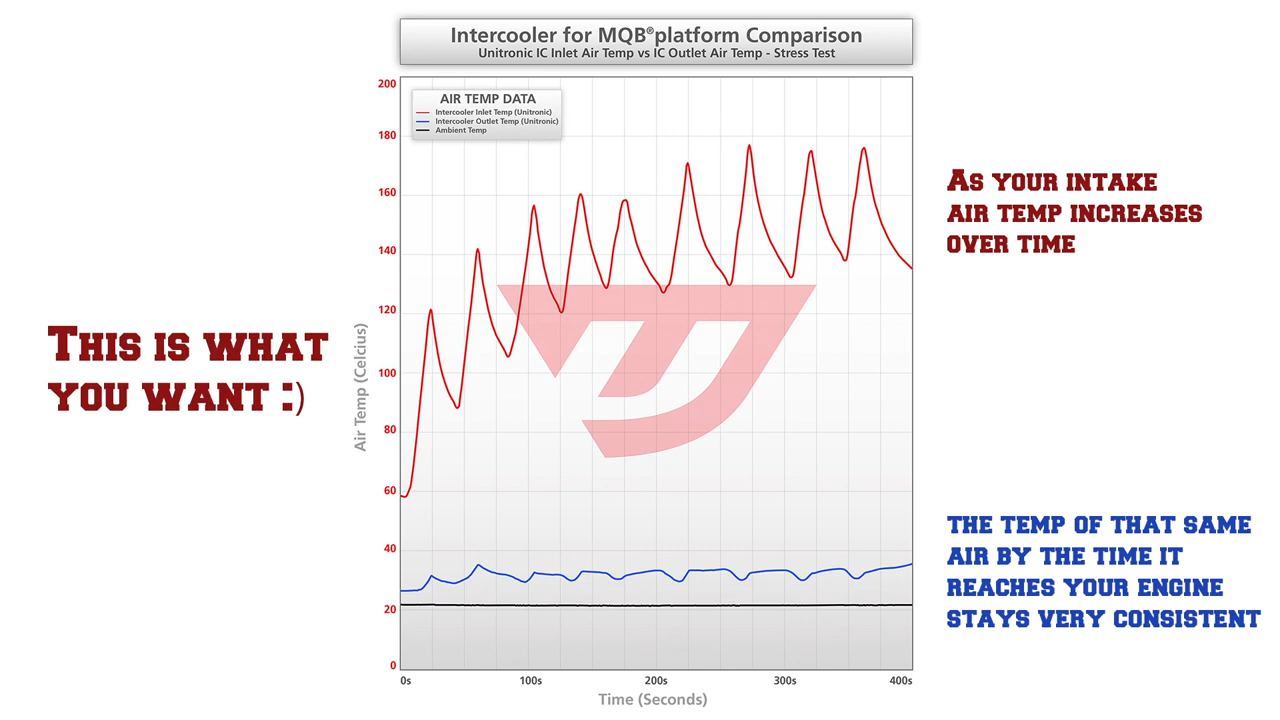 Intercooler for MQB®platform Comparison
Unitronic IC Inlet Air Temp vs IC Outlet Air Temp - Stress Test
AIR TEMP DATA
Intercooler Inlet Temp (Unitronic)
Intercooler Outlet Temp (Unitronic)
Ambient Temp
200
180
160
140
120
100
80
60
40
20
0
Air Temp (Celcius)
0s 100s 200s 300s 400s
Time (Seconds)
This is what
you want :)
As your intake
air temp increases
over time
the temp of that same
air by the time it
reaches your engine
stays very consistent